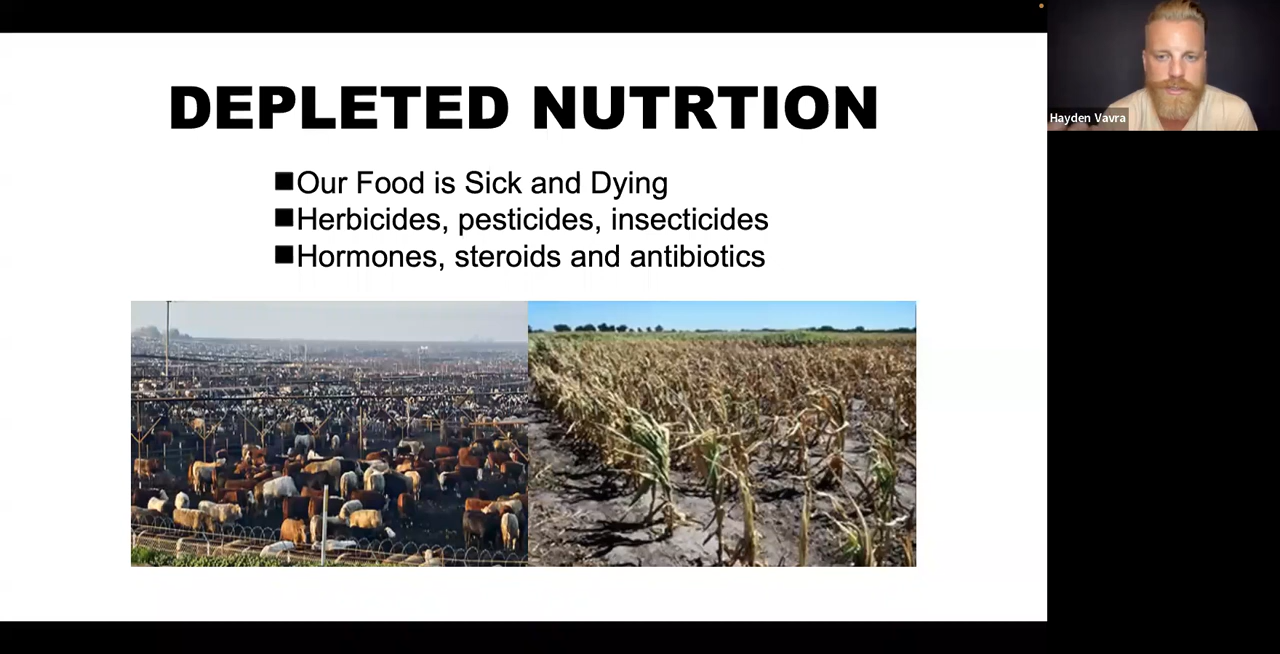 DEPLETED NUTRTION
Our Food is Sick and Dying
Herbicides, pesticides, insecticides
Hormones, steroids and antibiotics
Hayden Vavra